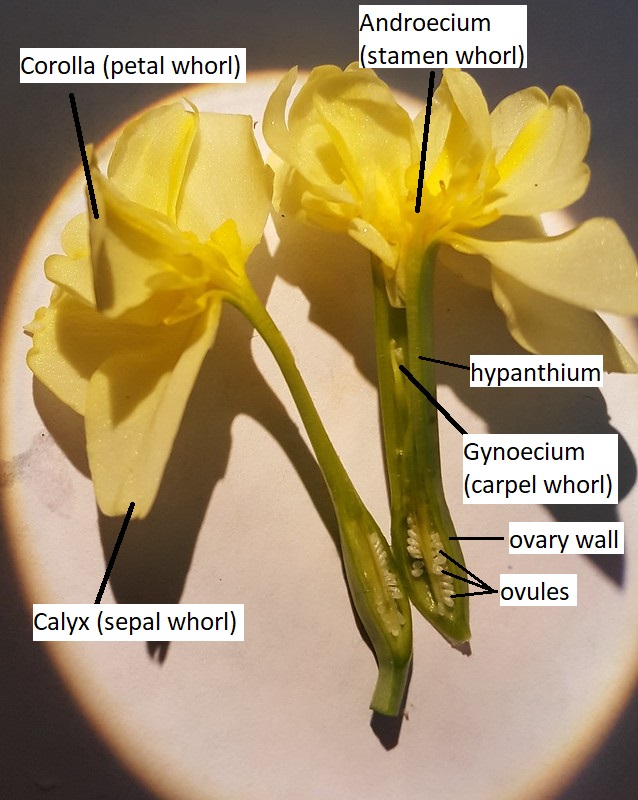 Androecium
(stamen whorl)
Corolla (petal whorl)
hypanthium
Gynoecium
(carpel whorl)
ovary wall
ovules
Calyx (sepal whorl)